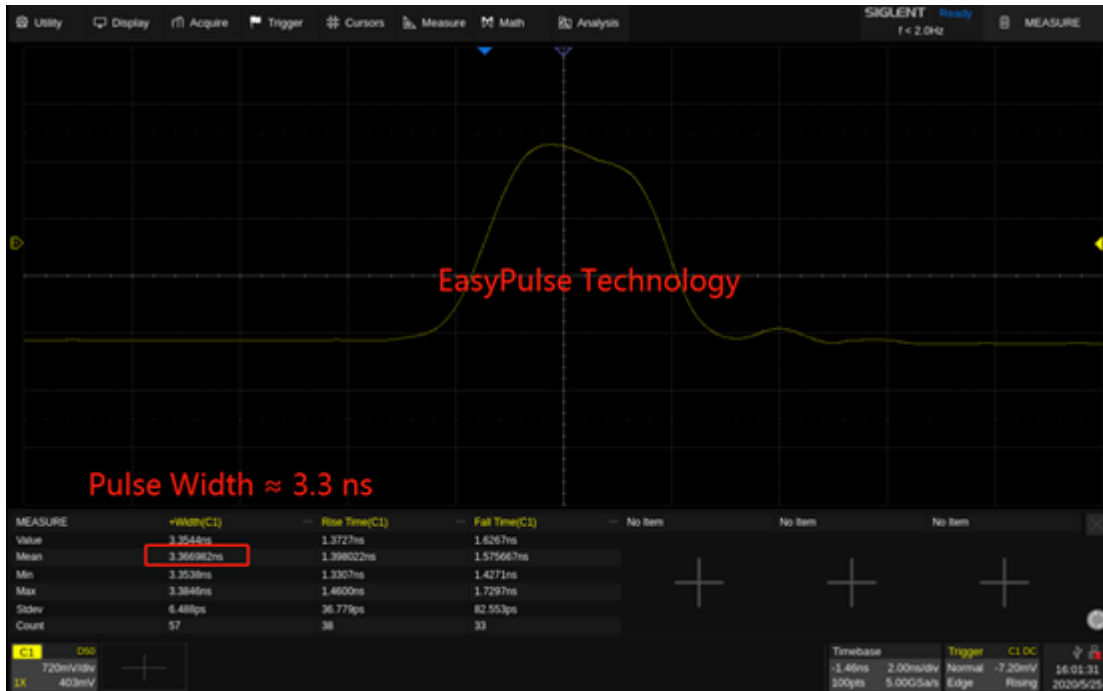 Utility Display Acquire Trigger Cursors Measure Math Analysis SIGLENT Ready MEASURE
f < 2.0Hz
EasyPulse Technology
Pulse Width ≈ 3.3 ns
MEASURE +Width(C1) Rise Time(C1) Fall Time(C1) No Item No Item No Item
Value 3.3544ns 1.3727ns 1.6267ns
Mean 3.366982ns 1.398022ns 1.575667ns
Min 3.3538ns 1.3307ns 1.4271ns
Max 3.3846ns 1.4600ns 1.7297ns
Stdev 6.488ps 36.779ps 82.553ps
Count 57 38 33
C1 D50 Timebase Trigger C1 DC
720mV/div -1.46ns 2.00ns/div Normal -7.20mV 16:01:31
1X 403mV 100pts 5.00GSa/s Edge Rising 2020/5/25